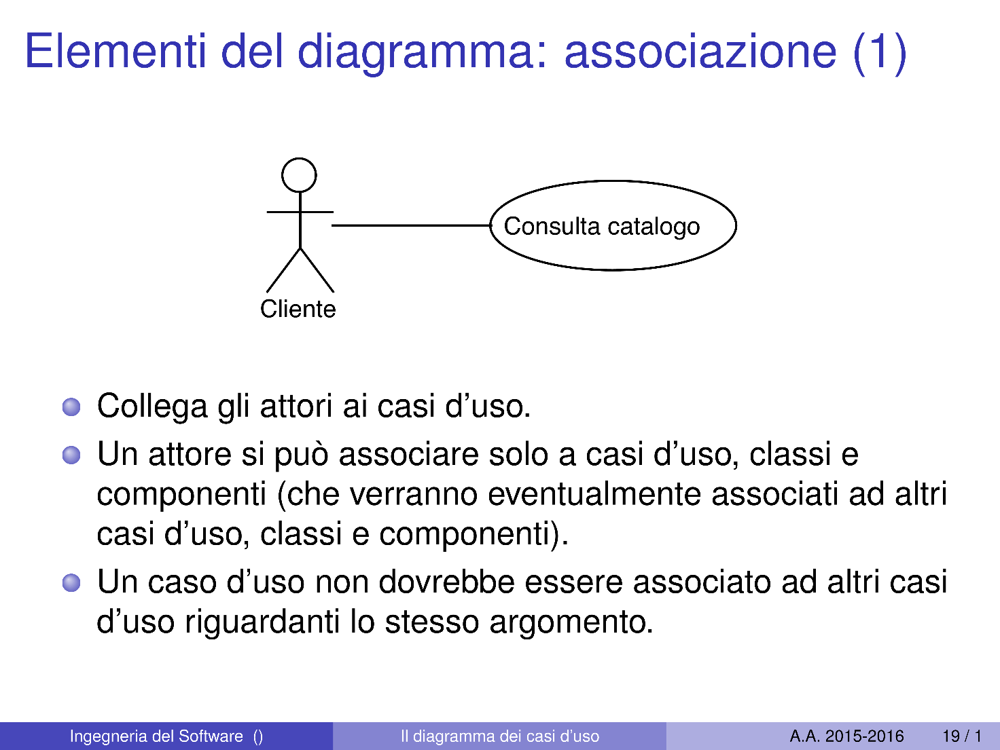 Elementi del diagramma: associazione (1)
Consulta catalogo
Cliente
Collega gli attori ai casi d'uso.
Un attore si può associare solo a casi d'uso, classi e
componenti (che verranno eventualmente associati ad altri
casi d'uso, classi e componenti).
Un caso d'uso non dovrebbe essere associato ad altri casi
d'uso riguardanti lo stesso argomento.
Ingegneria del Software ()
Il diagramma dei casi d'uso
A.A. 2015-2016
19 / 1